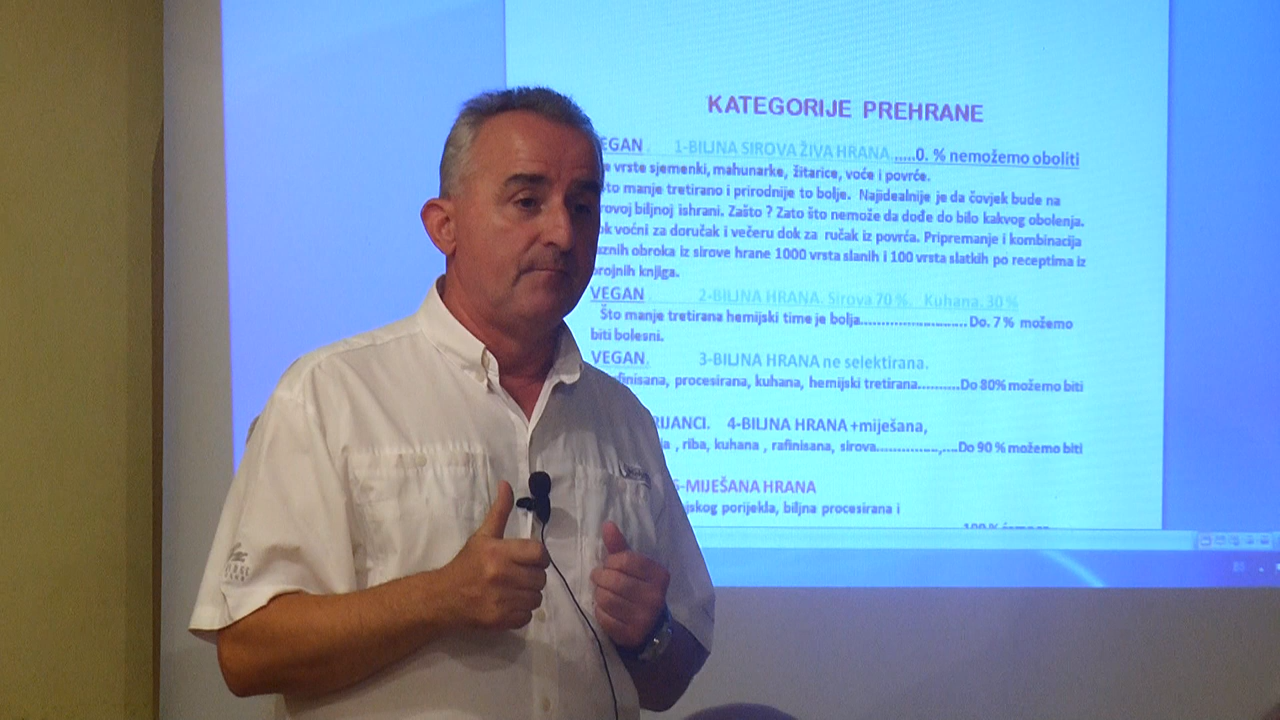 KATEGORIJE PREHRANE
VEGAN. 1-BILJNA SIROVA ŽIVA HRANA.....0. % nemožemo oboliti
vrste sjemenki, mahunarke, žitarice, voće i povrće.
manje tretirano i prirodnije to bolje. Najidealnije je da čovjek bude na
biljnoj ishrani. Zašto ? Zato što nemože da dođe do bilo kakvog obolenja.
voćni za doručak i večeru dok za ručak iz povrća. Pripremanje i kombinacija
obroka iz sirove hrane 1000 vrsta slanih i 100 vrsta slatkih po receptima iz
knjiga.
VEGAN. 2-BILJNA HRANA. Sirova 70 %. Kuhana. 30 %
Što manje tretirana hemijski time je bolja........................... Do. 7 % možemo
biti bolesni.
VEGAN. 3-BILJNA HRANA ne selektirana.
procesirana, kuhana, hemijski tretirana..........Do 80% možemo biti
4-BILJNA HRANA +miješana,
, riba, kuhana , rafinisana, sirova...............,....Do 90 % možemo biti
MIJEŠANA HRANA
porijekla, biljna procesirana i
100 %